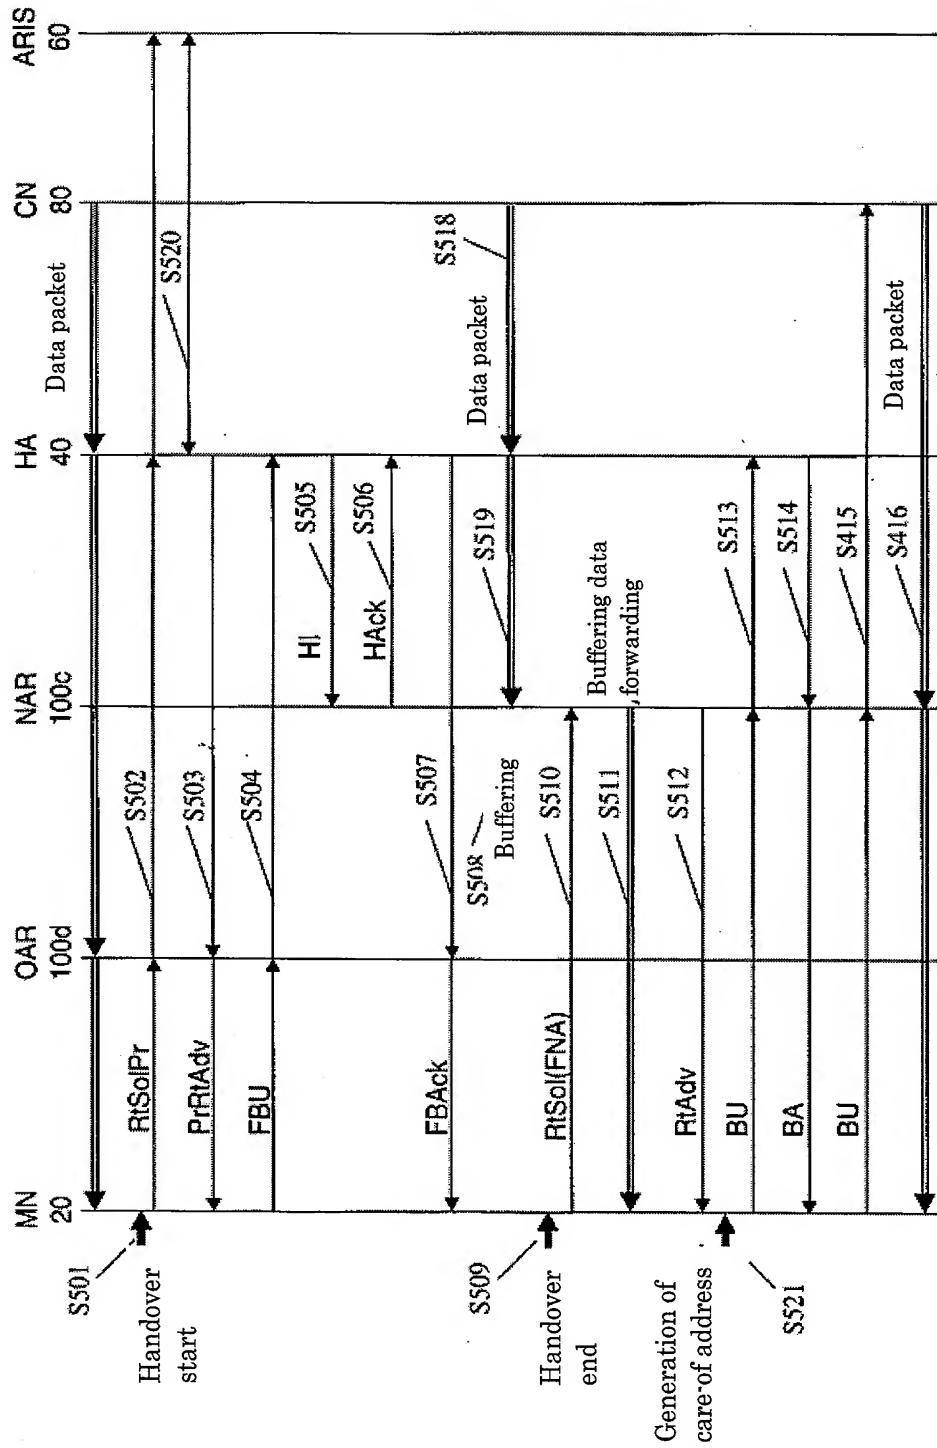 MN
20
OAR
100d
NAR
100c
HA
40
CN
80
ARIS
60
Data packet
S501
Handover
start
RtSolPr
S502
S520
PrRtAdv
S503
FBU
S504
HI
S505
HAck
S506
FBAck
S507
S508
Buffering
Data packet
S518
S519
S509
Handover
end
RtSol(FNA)
S510
Buffering data
forwarding
S511
RtAdv
S512
Generation of
care-of address
S521
BU
S513
BA
S514
BU
S415
Data packet
S416